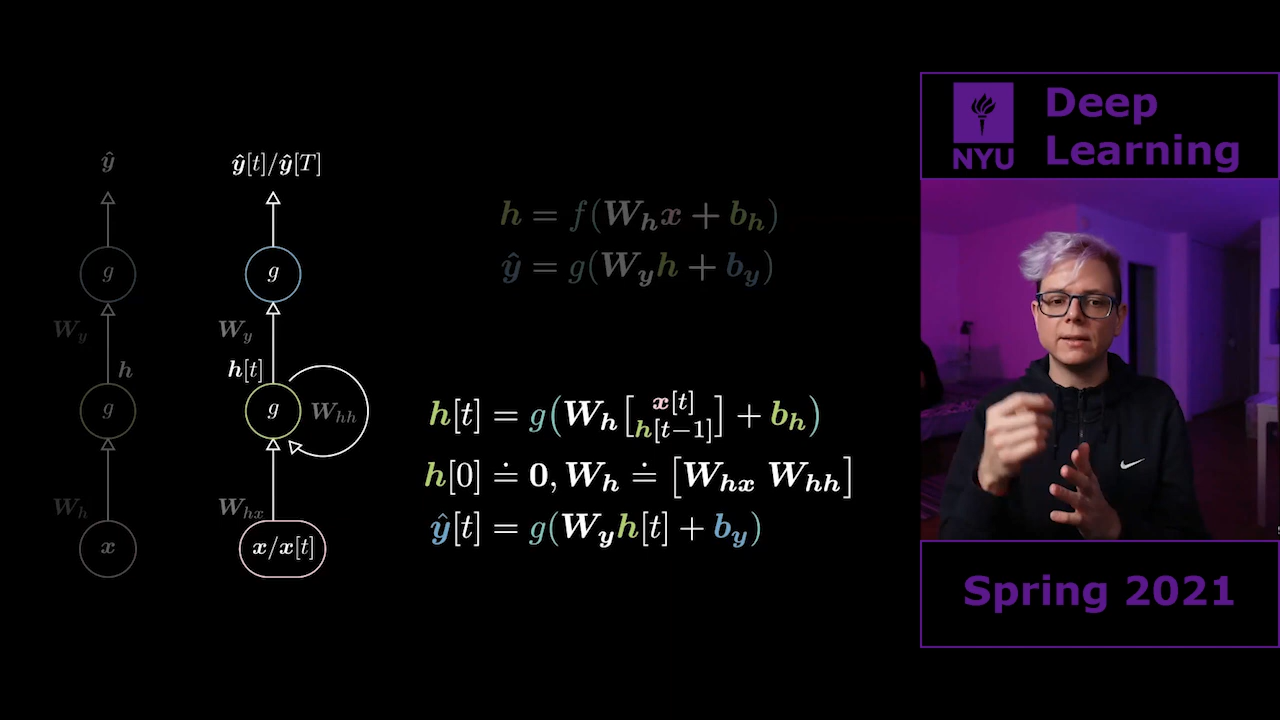 ŷ
g
W_y
h
g
W_h
x
ŷ[t]/ŷ[T]
g
W_y
h[t]
g
W_hh
W_hx
x/x[t]
h = f(W_h x + b_h)
ŷ = g(W_y h + b_y)
h[t] = g(W_h [x[t] h[t−1]] + b_h)
h[0] ≐ 0, W_h ≐ [W_hx W_hh]
ŷ[t] = g(W_y h[t] + b_y)
NYU
Deep
Learning
Spring 2021